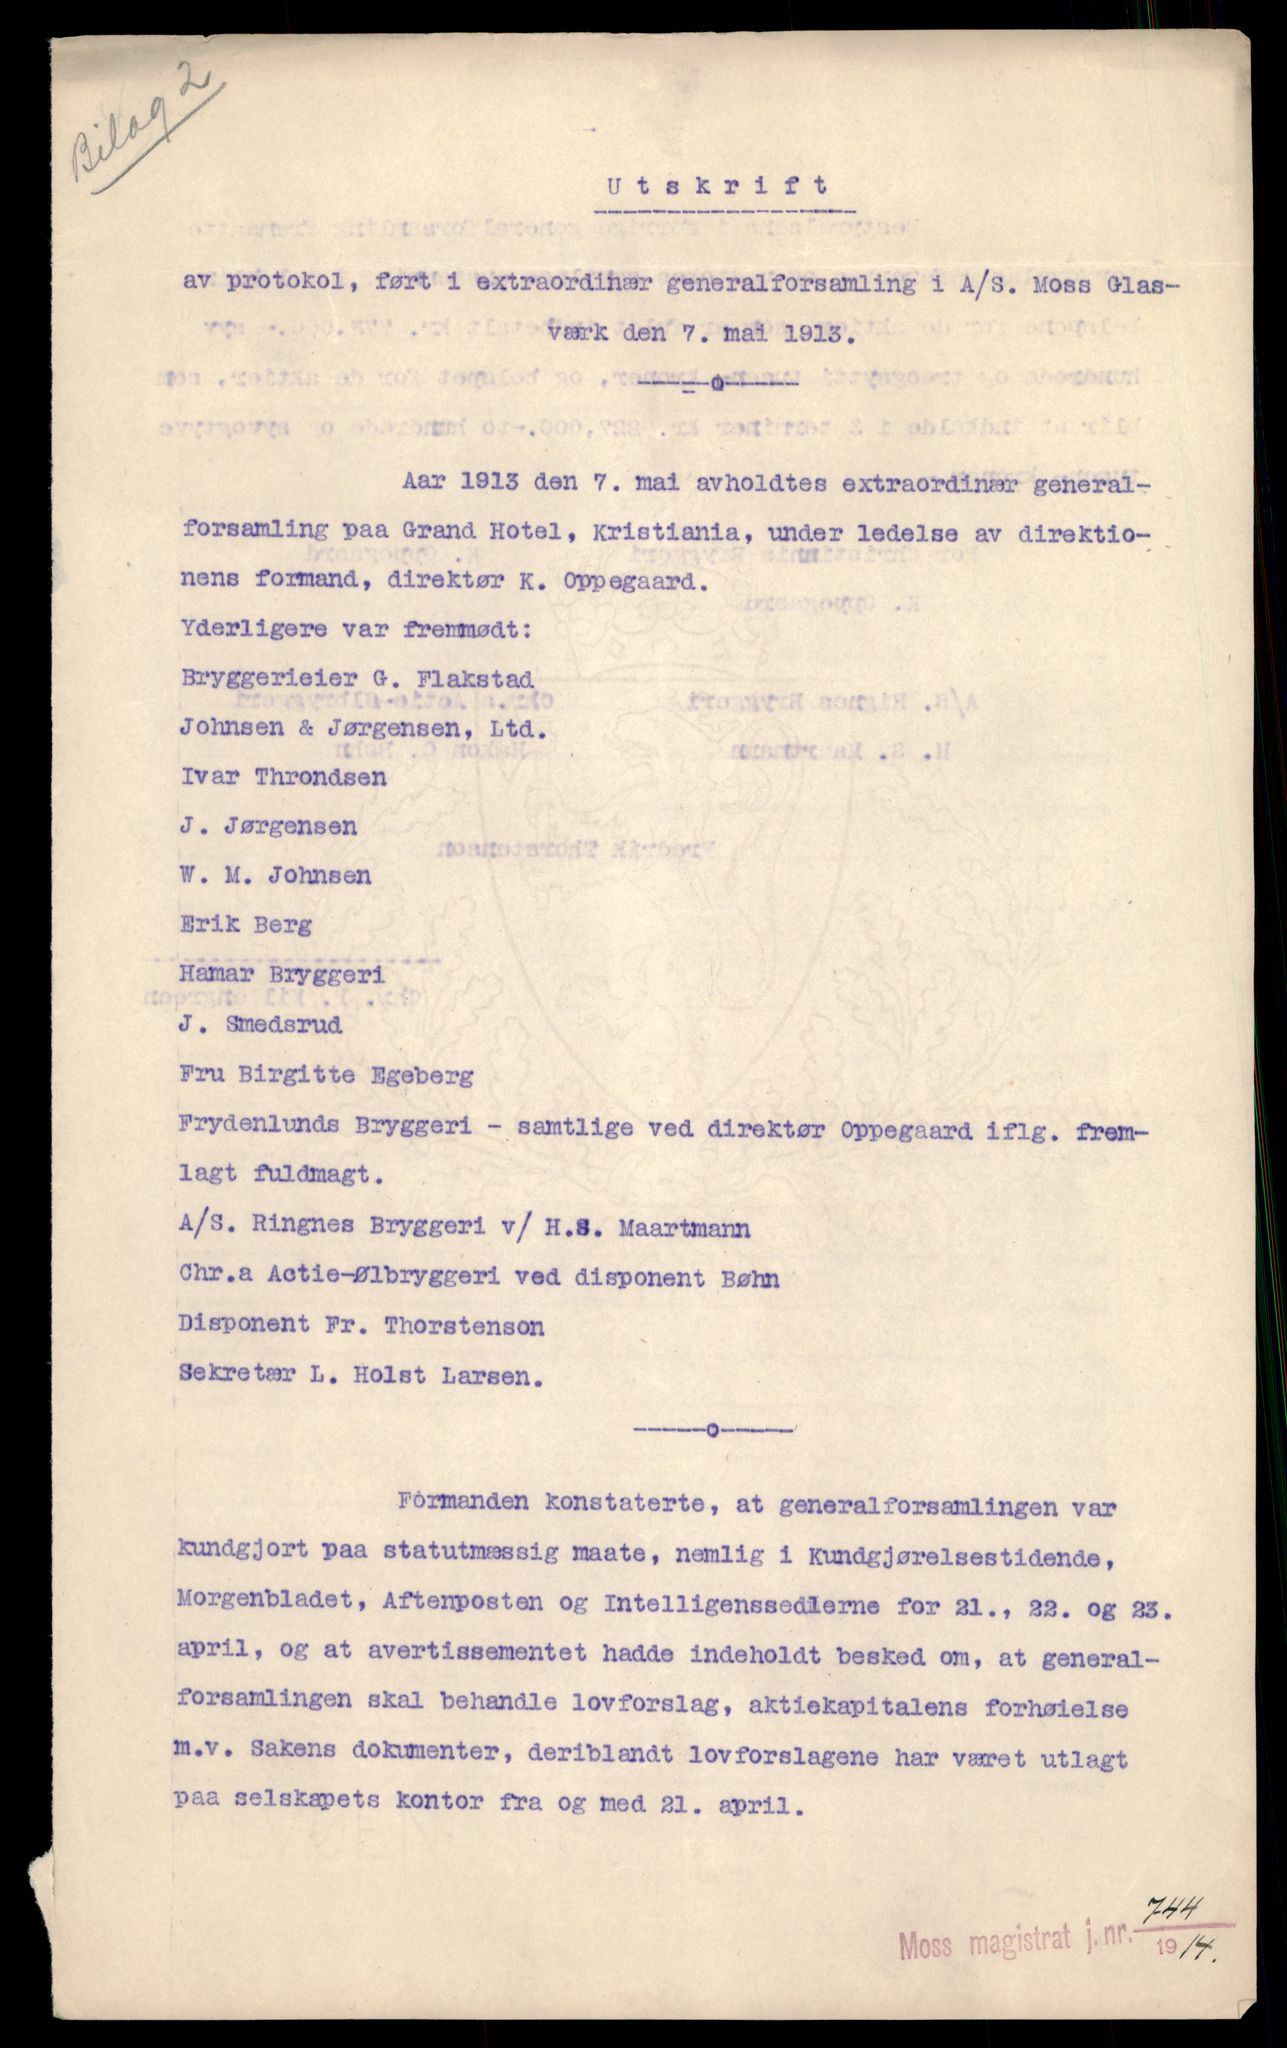 Bilag 2
Utskrift
av protokol, ført i extraordinær generalforsamling i A/S. Moss Glas-
værk den 7. mai 1913.
Aar 1913 den 7. mai avholdtes extraordinær general-
forsamling paa Grand Hotel, Kristiania, under ledelse av direktio-
nens formand, direktør K. Oppegaard.
Yderligere var fremmødt:
Bryggerieier G. Flakstad
Johnsen & Jørgensen, Ltd.
Ivar Throndsen
J. Jørgensen
W. M. Johnsen
Erik Berg
Hamar Bryggeri
J. Smedsrud
Fru Birgitte Egeberg
Frydenlunds Bryggeri - samtlige ved direktør Oppegaard iflg. frem-
lagt fuldmagt.
A/S. Ringnes Bryggeri v/ H.S. Maartmann
Chr.a Actie-Ølbryggeri ved disponent Bøhn
Disponent Fr. Thorstenson
Sekretær L. Holst Larsen.
Formanden konstaterte, at generalforsamlingen var
kundgjort paa statutmæssig maate, nemlig i Kundgjørelsestidende,
Morgenbladet, Aftenposten og Intelligenssedlerne for 21., 22. og 23.
april, og at avertissementet hadde indeholdt besked om, at general-
forsamlingen skal behandle lovforslag, aktiekapitalens forhøielse
m.v. Sakens dokumenter, deriblandt lovforslagene har været utlagt
paa selskapets kontor fra og med 21. april.
Moss magistrat j. nr. 744
1914.